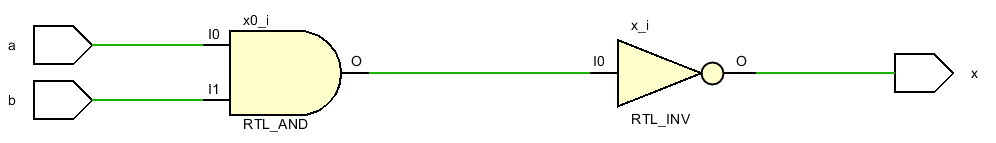 x0_i
x_i
a
I0
b
I1
O
I0
O
x
RTL_AND
RTL_INV